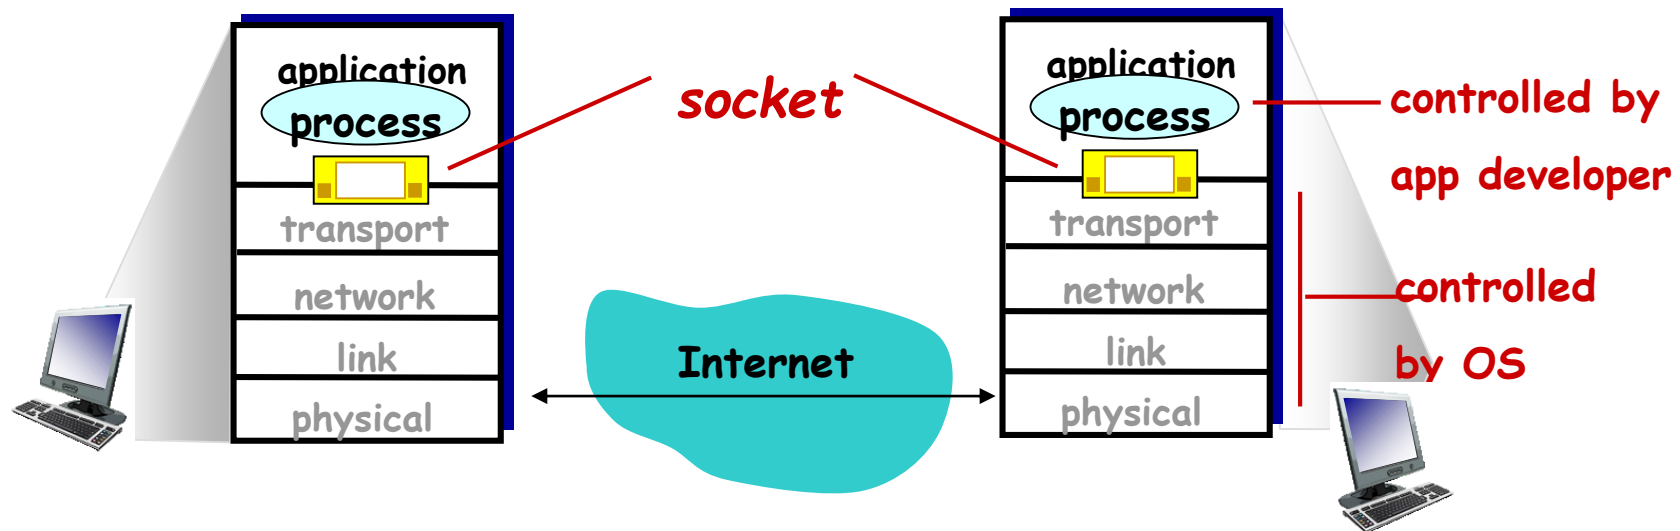 application
process
transport
network
link
physical
socket
Internet
application
process
transport
network
link
physical
controlled by
app developer
controlled
by OS